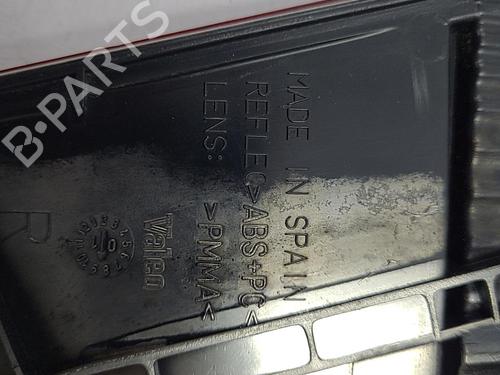 MADE IN SPAIN
REFLEC>ABS+PC<
LENS: >PMMA<
Valeo
R
B-PARTS